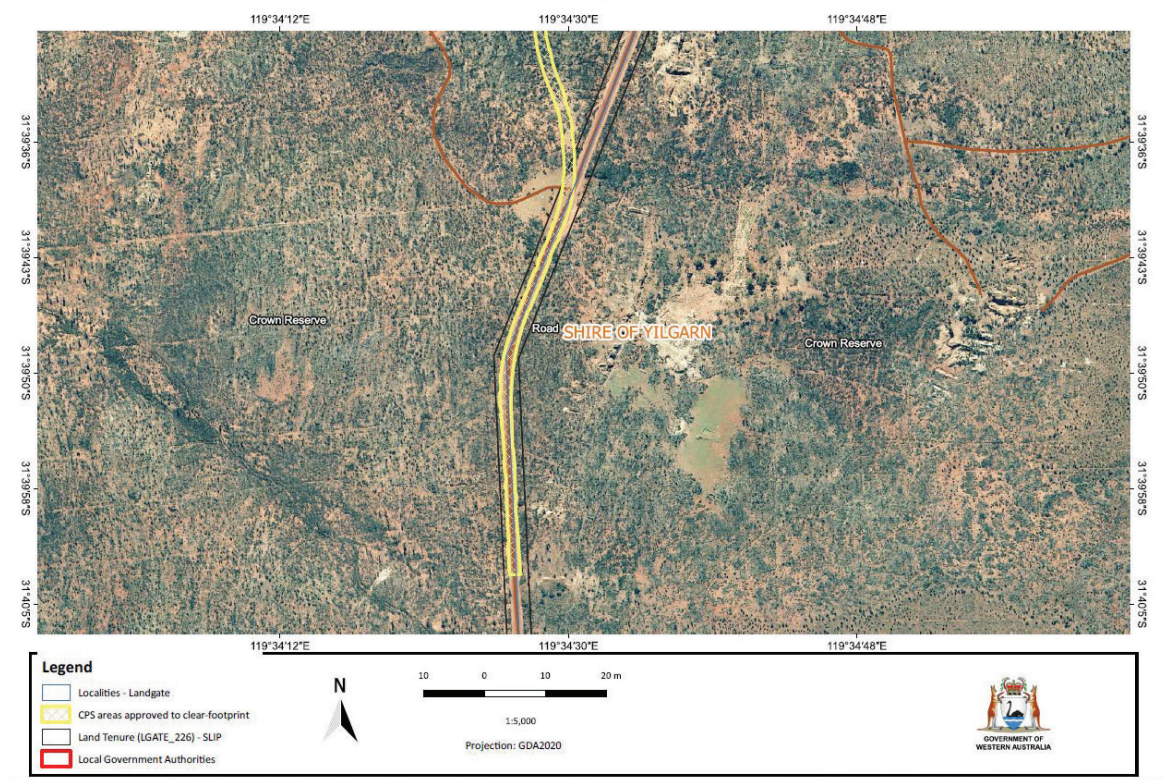 119°34'12"E
119°34'30"E
119°34'48"E
31°39'36"S
31°39'36"S
31°39'43"S
31°39'43"S
Crown Reserve
Road
SHIRE OF YILGARN
Crown Reserve
31°39'50"S
31°39'50"S
31°39'58"S
31°39'58"S
31°40'5"S
31°40'5"S
119°34'12"E
119°34'30"E
119°34'48"E
Legend
Localities - Landgate
CPS areas approved to clear-footprint
Land Tenure (LGATE_226) - SLIP
Local Government Authorities
N
10 0 10 20 m
1:5,000
Projection: GDA2020
GOVERNMENT OF
WESTERN AUSTRALIA